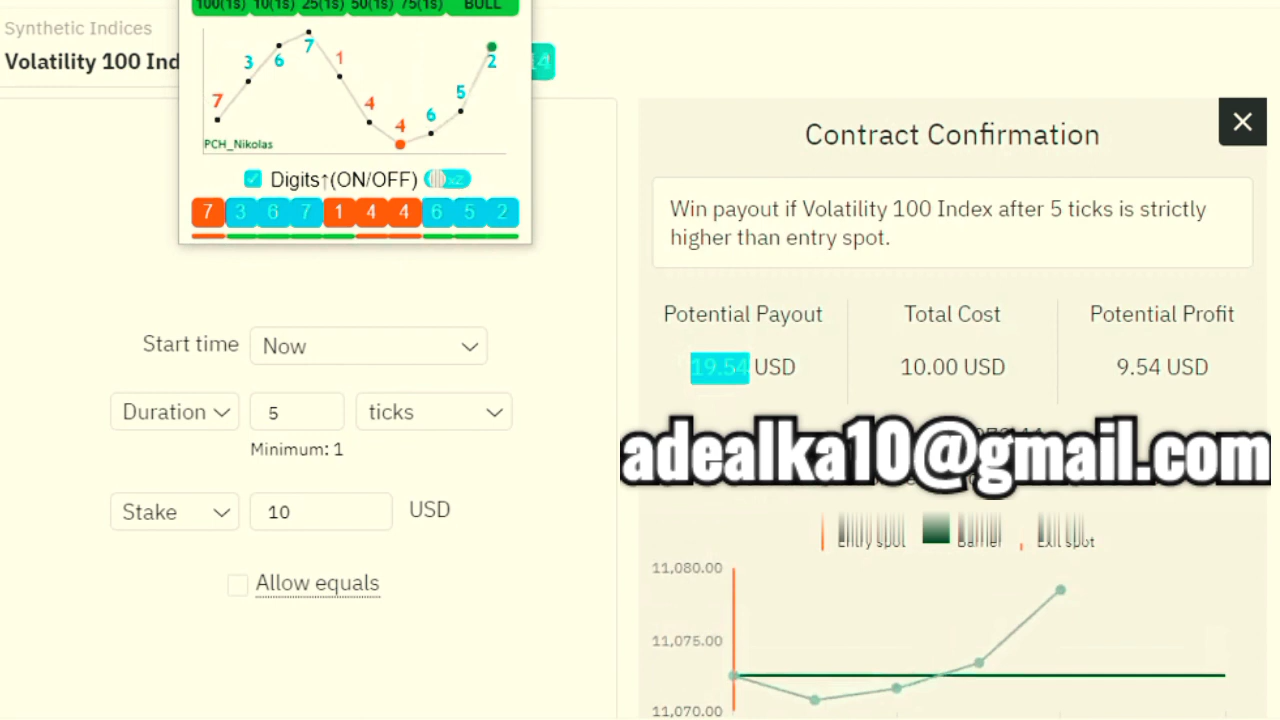 Synthetic Indices
Volatility 100 Ind
100(1s) 10(1s) 25(1s) 50(1s) 75(1s) BULL
7 3 6 7 1 4 4 6 5 2
PCH_Nikolas
Digits↑(ON/OFF) x2
7 3 6 7 1 4 4 6 5 2
Start time Now
Duration 5 ticks
Minimum: 1
Stake 10 USD
Allow equals
Contract Confirmation
Win payout if Volatility 100 Index after 5 ticks is strictly
higher than entry spot.
Potential Payout Total Cost Potential Profit
19.54 USD 10.00 USD 9.54 USD
adealka10@gmail.com
Entry spot Barrier Exit spot
11,080.00
11,075.00
11,070.00